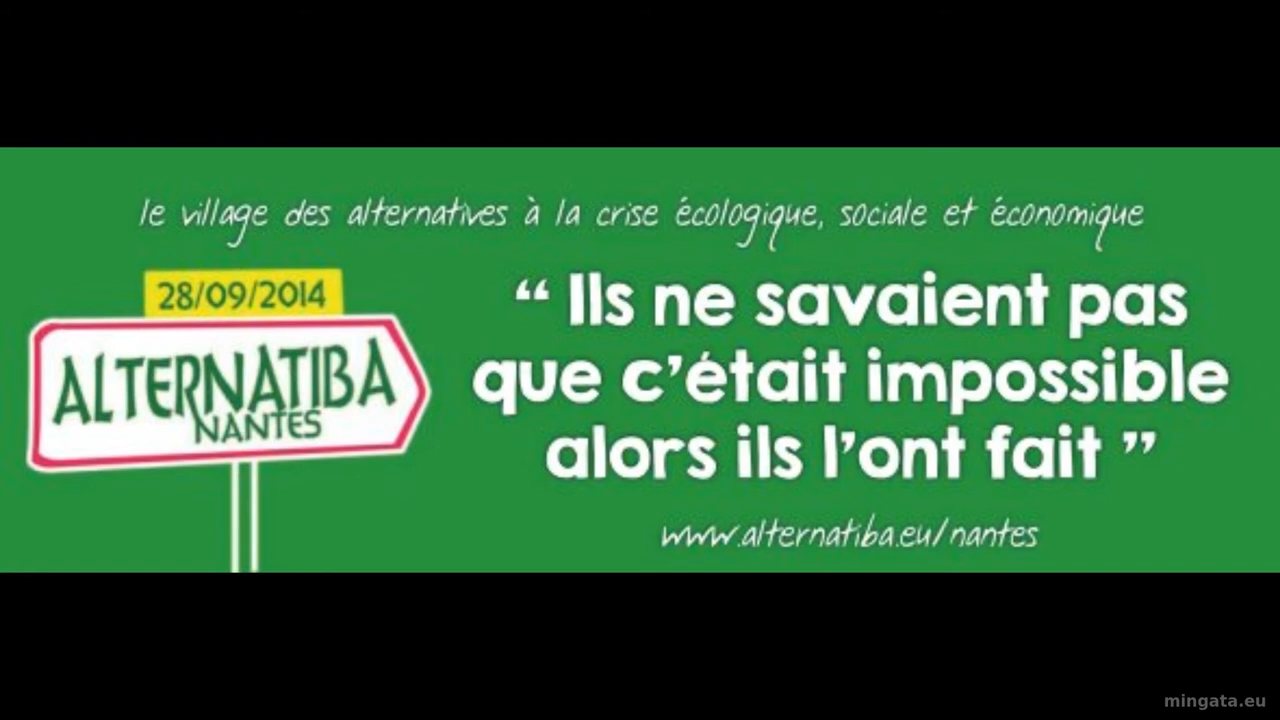 le village des alternatives à la crise écologique, sociale et économique
28/09/2014
ALTERNATIBA
NANTES
“ Ils ne savaient pas
que c’était impossible
alors ils l’ont fait ”
www.alternatiba.eu/nantes
mingata.eu